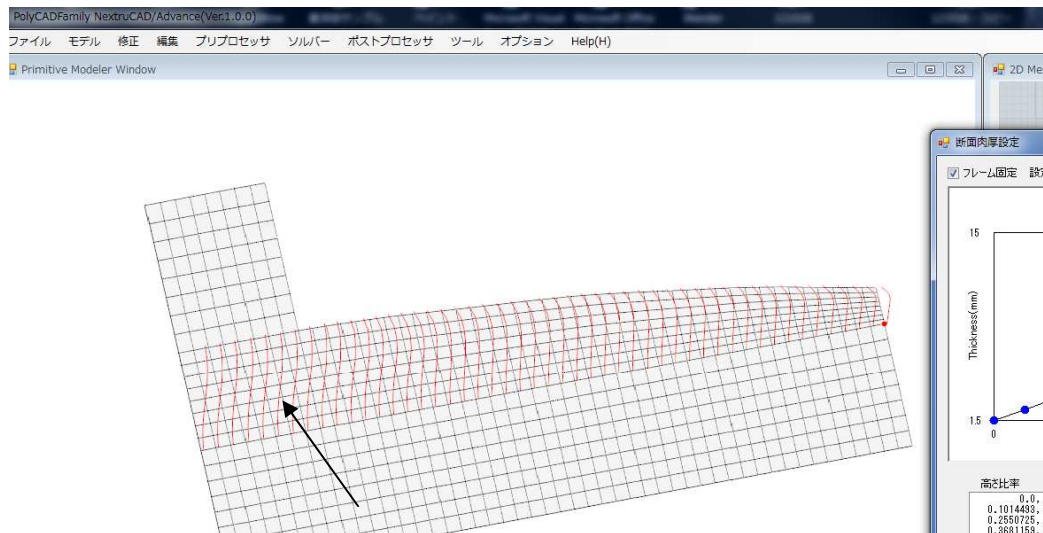 PolyCADFamily NextruCAD/Advance(Ver.1.0.0)
ファイル モデル 修正 編集 プリプロセッサ ソルバー ポストプロセッサ ツール オプション Help(H)
Primitive Modeler Window
2D Me
断面肉厚設定
フレーム固定 設定
15
Thickness(mm)
1.5
0
高さ比率
0.0,
0.1014493,
0.2550725,
0.3681159,